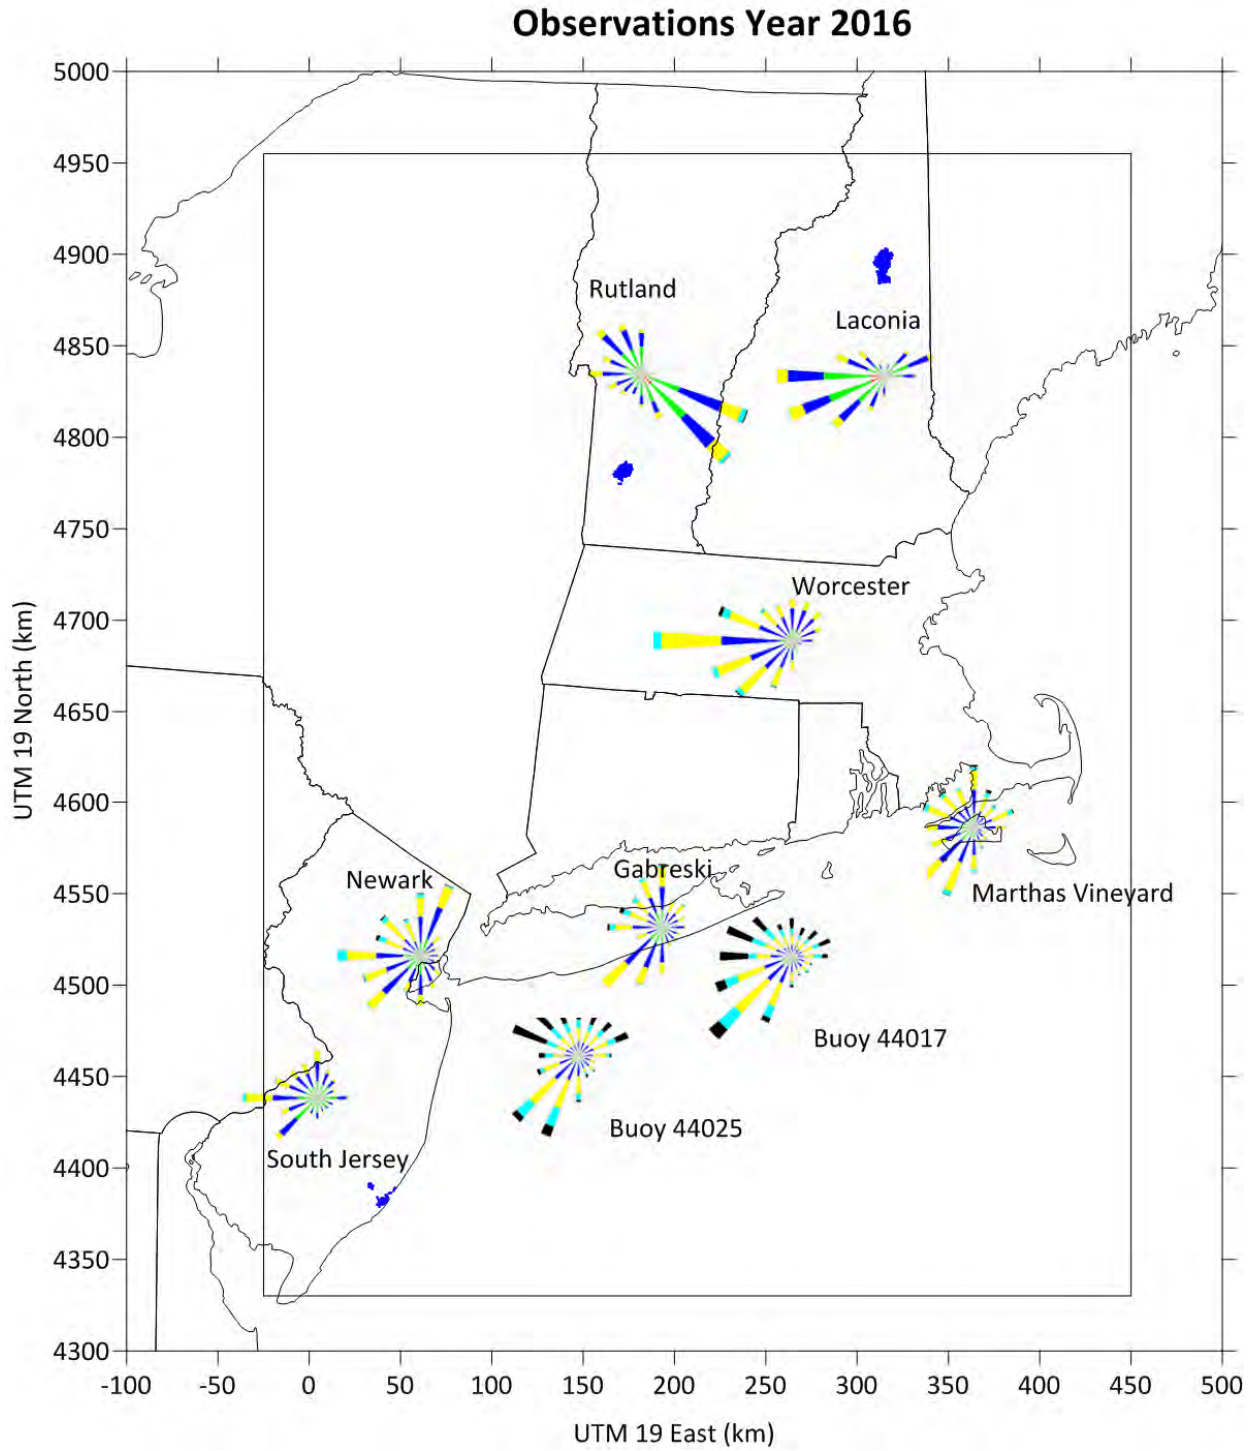 Observations Year 2016
5000
4950
4900
4850
4800
4750
4700
4650
4600
4550
4500
4450
4400
4350
4300
UTM 19 North (km)
Rutland
Laconia
Worcester
Gabreski
Newark
Marthas Vineyard
Buoy 44017
Buoy 44025
South Jersey
-100 -50 0 50 100 150 200 250 300 350 400 450 500
UTM 19 East (km)